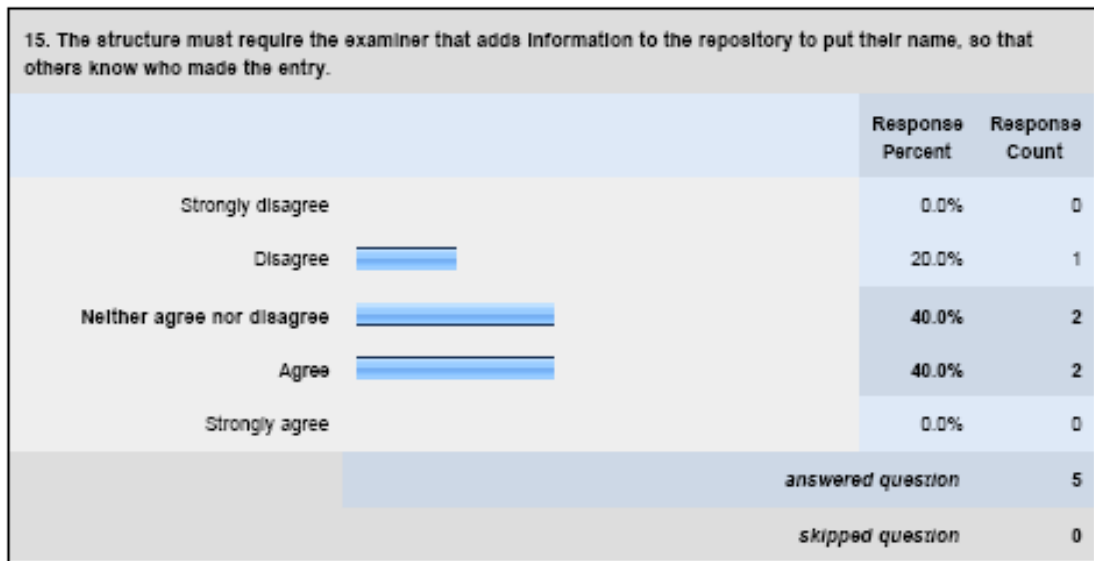 15. The structure must require the examiner that adds information to the repository to put their name, so that
others know who made the entry.
Response Percent Response Count
Strongly disagree 0.0% 0
Disagree 20.0% 1
Neither agree nor disagree 40.0% 2
Agree 40.0% 2
Strongly agree 0.0% 0
answered question 5
skipped question 0